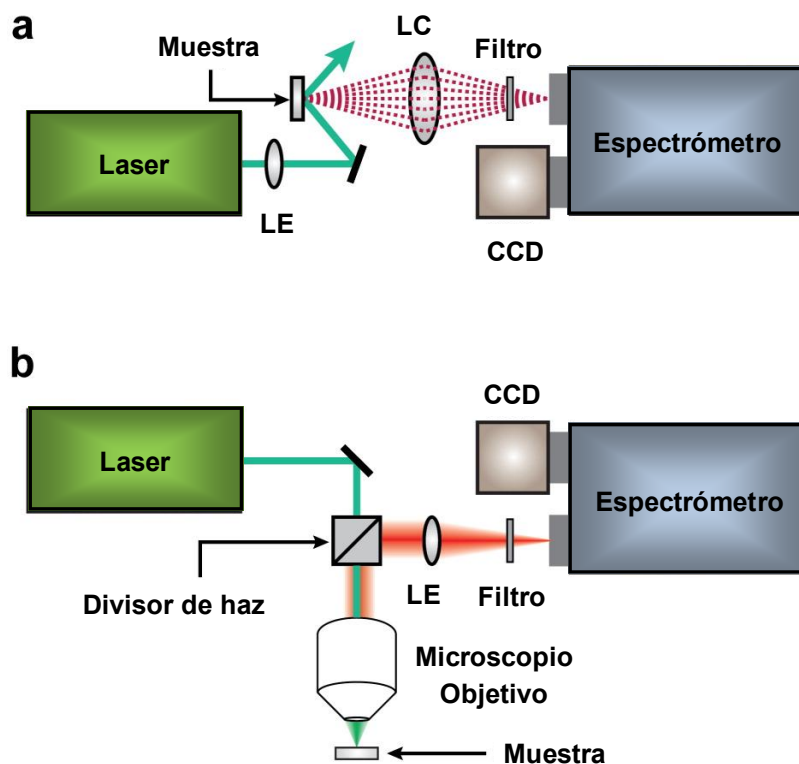 a
Muestra
LC
Filtro
Laser
Espectrómetro
LE
CCD
b
CCD
Laser
Espectrómetro
Divisor de haz
LE
Filtro
Microscopio
Objetivo
Muestra